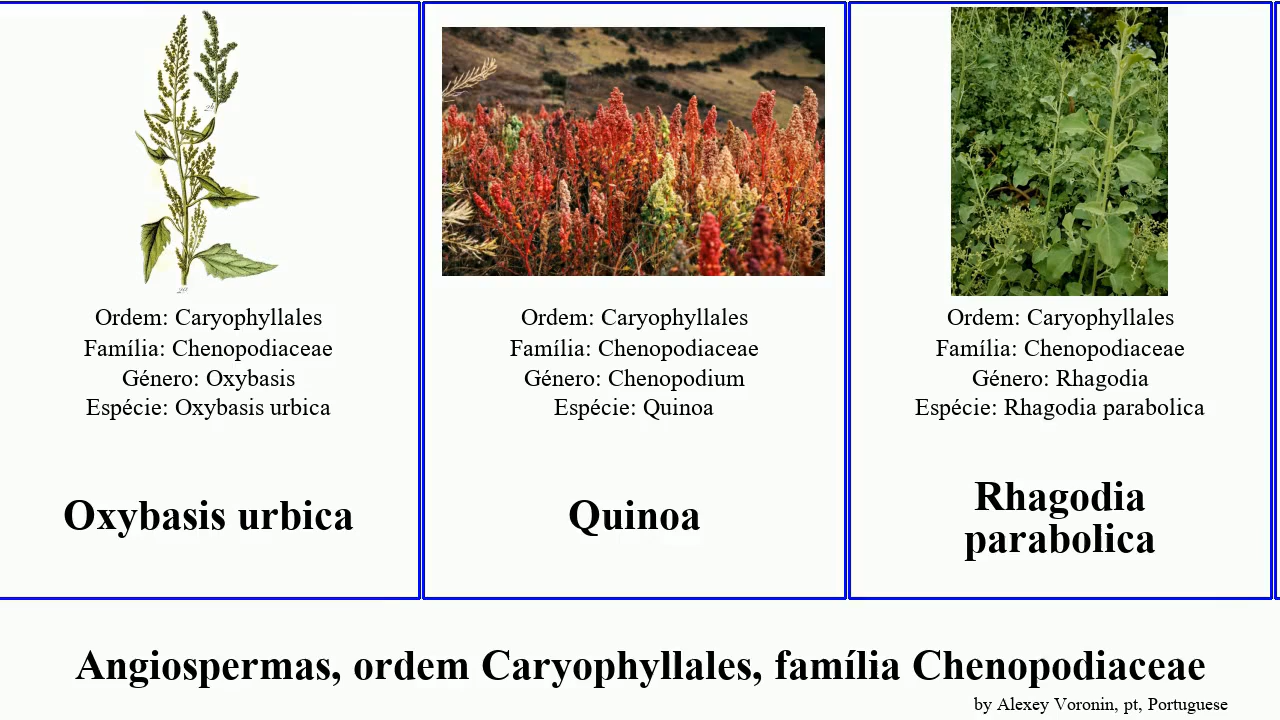 Ordem: Caryophyllales
Família: Chenopodiaceae
Género: Oxybasis
Espécie: Oxybasis urbica
Oxybasis urbica
Ordem: Caryophyllales
Família: Chenopodiaceae
Género: Chenopodium
Espécie: Quinoa
Quinoa
Ordem: Caryophyllales
Família: Chenopodiaceae
Género: Rhagodia
Espécie: Rhagodia parabolica
Rhagodia
parabolica
Angiospermas, ordem Caryophyllales, família Chenopodiaceae
by Alexey Voronin, pt, Portuguese